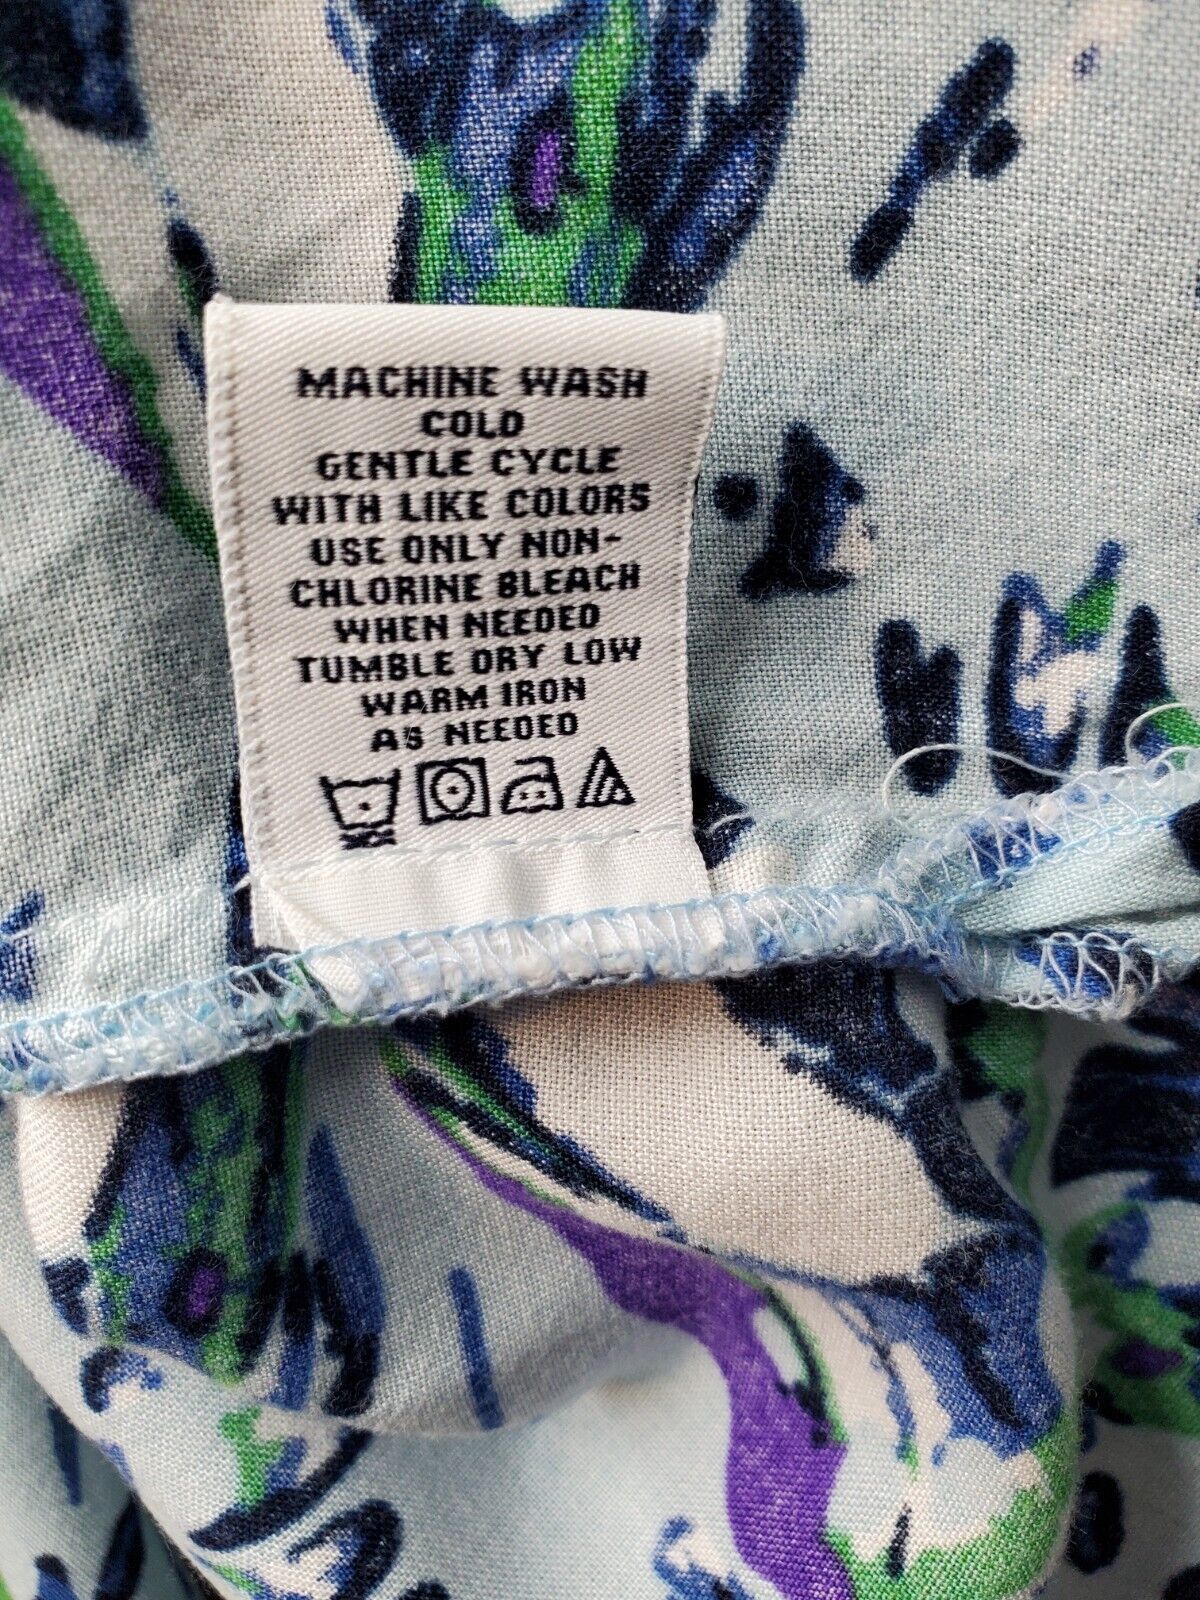 MACHINE WASH
COLD
GENTLE CYCLE
WITH LIKE COLORS
USE ONLY NON-
CHLORINE BLEACH
WHEN NEEDED
TUMBLE DRY LOW
WARM IRON
AS NEEDED